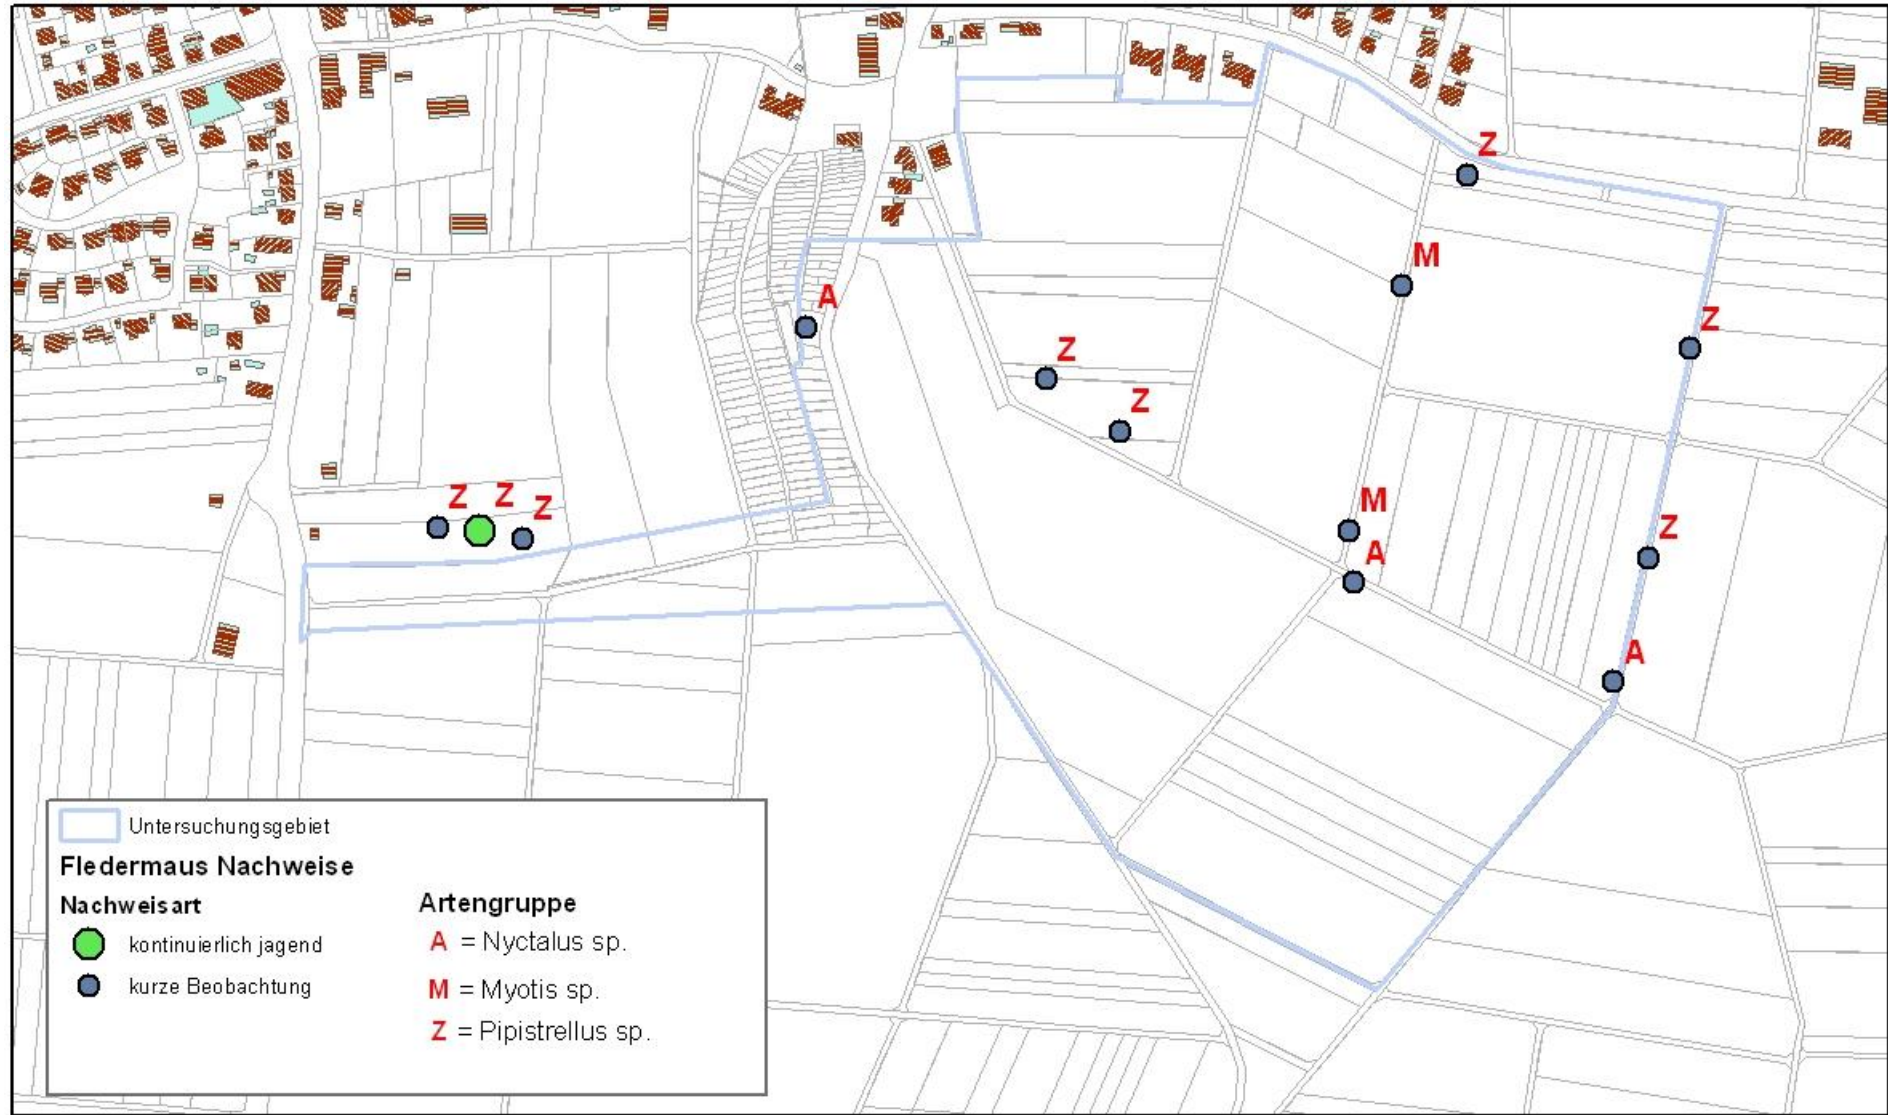 Z
M
A
Z
Z
Z
Z
Z
Z
M
Z
A
A
Untersuchungsgebiet
Fledermaus Nachweise
Nachweisart
kontinuierlich jagend
kurze Beobachtung
Artengruppe
A = Nyctalus sp.
M = Myotis sp.
Z = Pipistrellus sp.